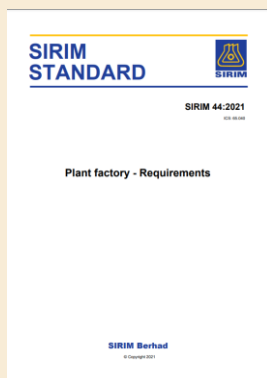 SIRIM
STANDARD
SIRIM
SIRIM 44:2021
Plant factory - Requirements
SIRIM Berhad
© Copyright 2021